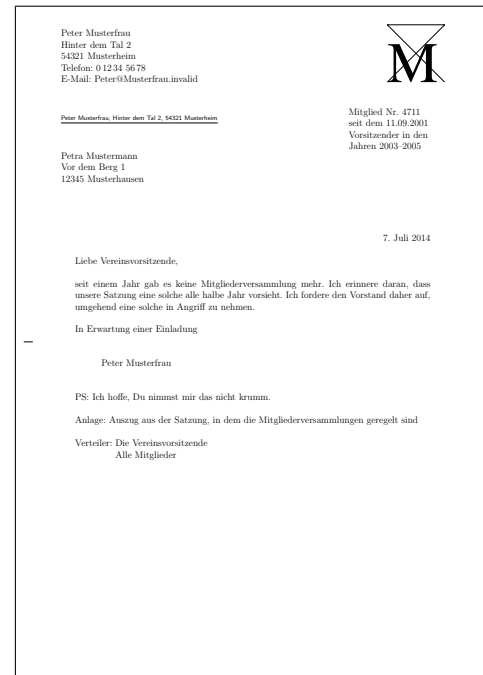 Peter Musterfrau
Hinter dem Tal 2
54321 Musterheim
Telefon: 0 12 34 56 78
E-Mail: Peter@Musterfrau.invalid
M
Peter Musterfrau, Hinter dem Tal 2, 54321 Musterheim
Mitglied Nr. 4711
seit dem 11.09.2001
Vorsitzender in den
Jahren 2003–2005
Petra Mustermann
Vor dem Berg 1
12345 Musterhausen
7. Juli 2014
Liebe Vereinsvorsitzende,
seit einem Jahr gab es keine Mitgliederversammlung mehr. Ich erinnere daran, dass
unsere Satzung eine solche alle halbe Jahr vorsieht. Ich fordere den Vorstand daher auf,
umgehend eine solche in Angriff zu nehmen.
In Erwartung einer Einladung
Peter Musterfrau
PS: Ich hoffe, Du nimmst mir das nicht krumm.
Anlage: Auszug aus der Satzung, in dem die Mitgliederversammlungen geregelt sind
Verteiler: Die Vereinsvorsitzende
Alle Mitglieder